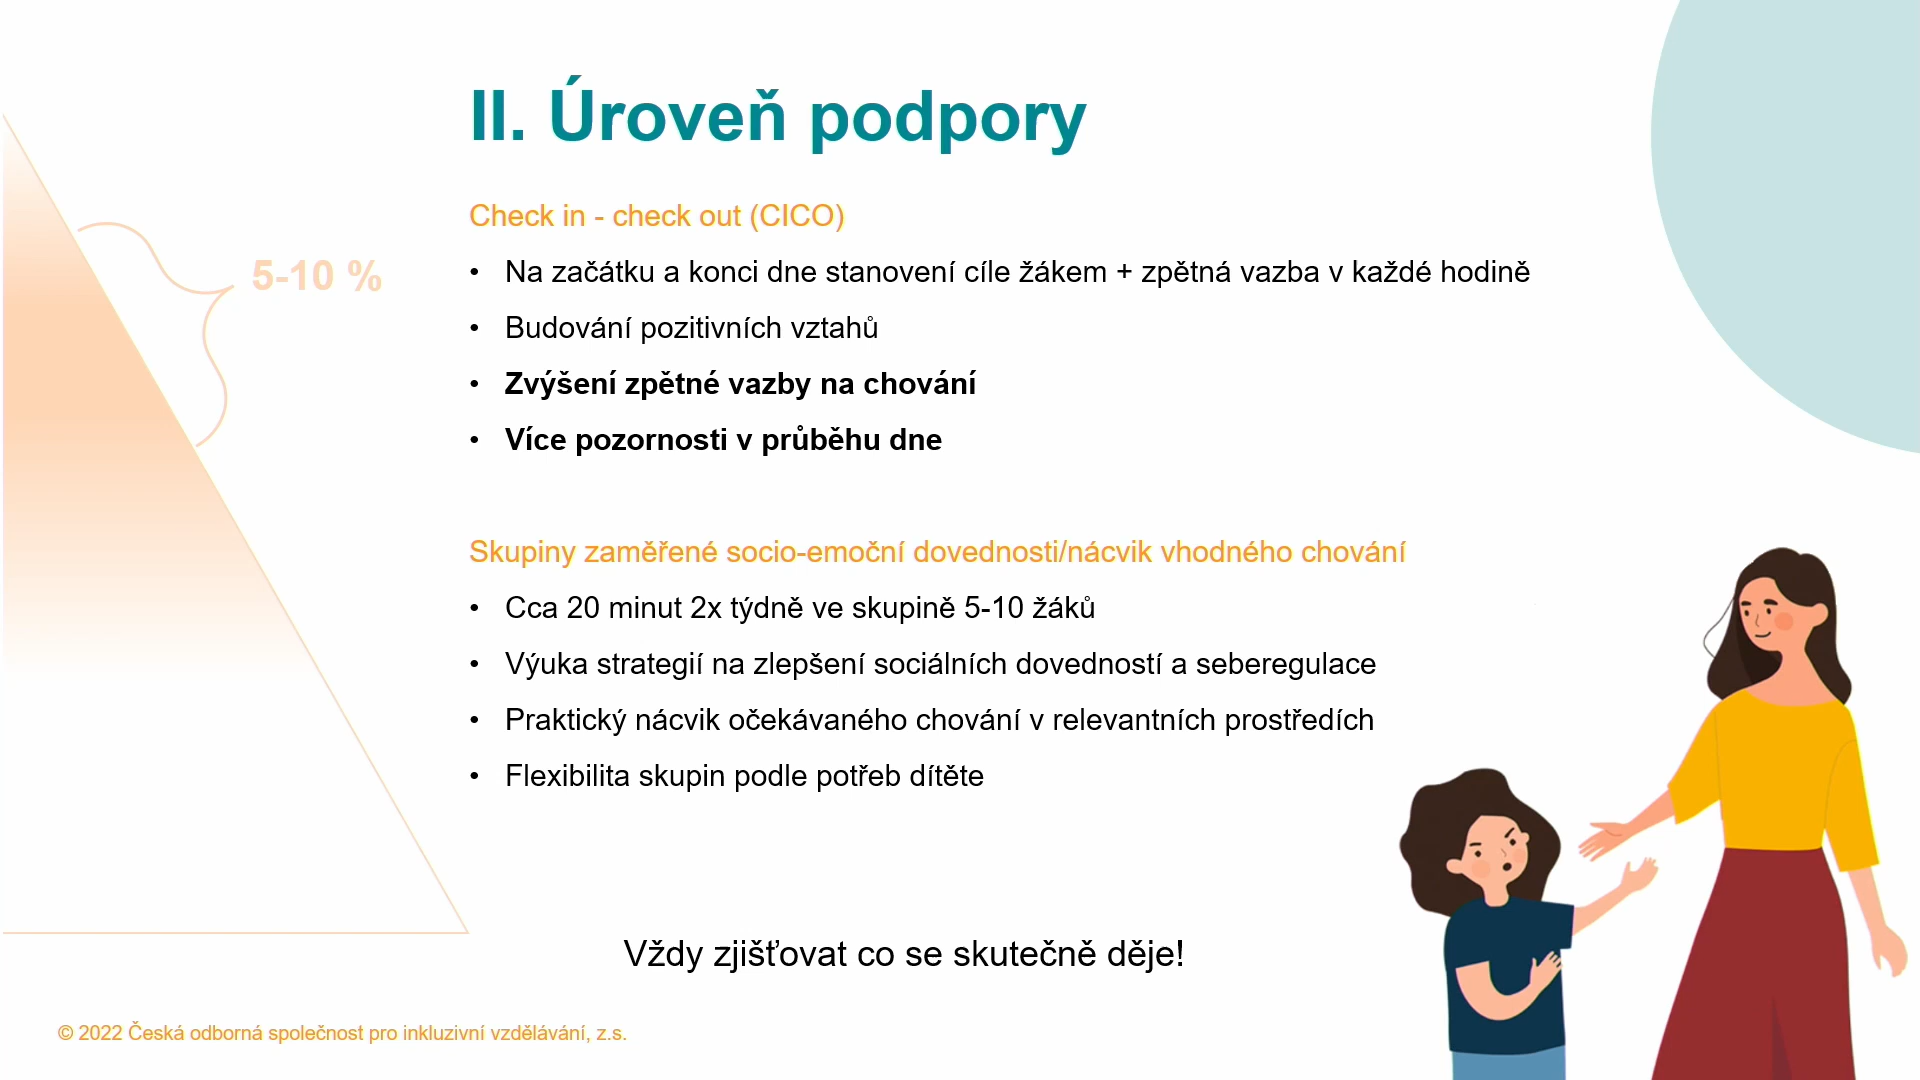 II. Úroveň podpory
5-10 %
Check in - check out (CICO)
• Na začátku a konci dne stanovení cíle žákem + zpětná vazba v každé hodině
• Budování pozitivních vztahů
• Zvýšení zpětné vazby na chování
• Více pozornosti v průběhu dne
Skupiny zaměřené socio-emoční dovednosti/nácvik vhodného chování
• Cca 20 minut 2x týdně ve skupině 5-10 žáků
• Výuka strategií na zlepšení sociálních dovedností a seberegulace
• Praktický nácvik očekávaného chování v relevantních prostředích
• Flexibilita skupin podle potřeb dítěte
Vždy zjišťovat co se skutečně děje!
© 2022 Česká odborná společnost pro inkluzivní vzdělávání, z.s.